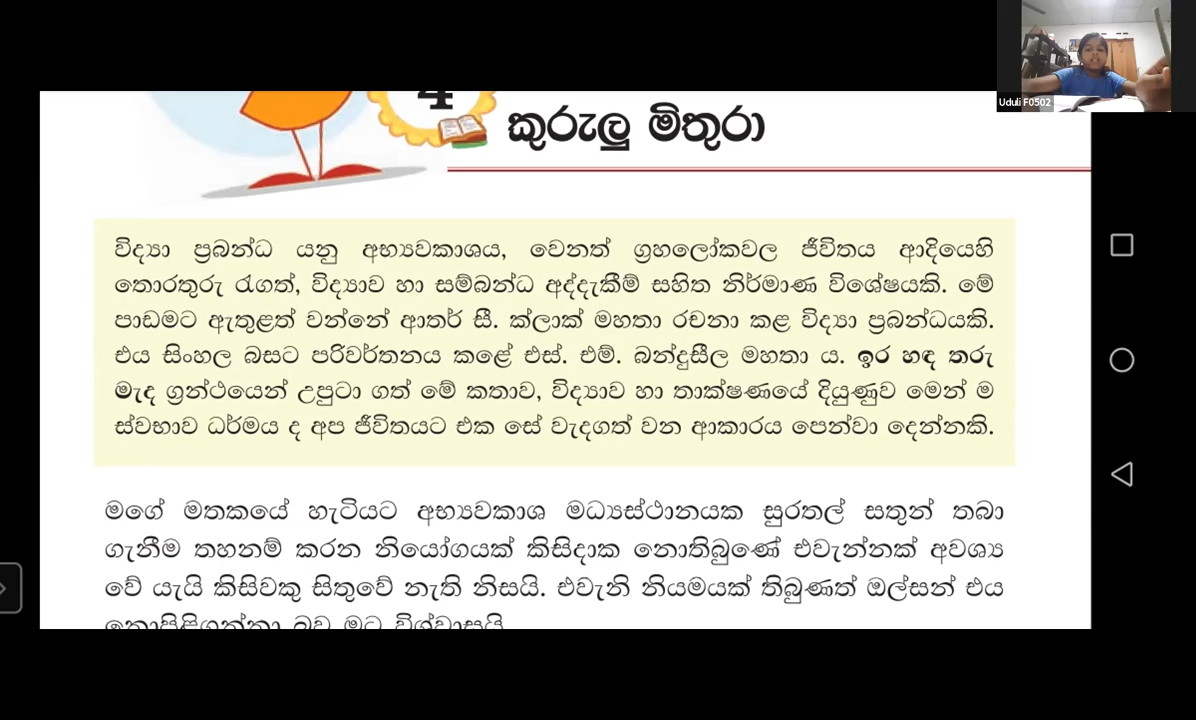 Uduli F0502
4
කුරුලු මිතුරා
විද්‍යා ප්‍රබන්ධ යනු අභ්‍යවකාශය, වෙනත් ග්‍රහලෝකවල ජීවිතය ආදියෙහි
තොරතුරු රැගත්, විද්‍යාව හා සම්බන්ධ අද්දැකීම් සහිත නිර්මාණ විශේෂයකි. මේ
පාඩමට ඇතුළත් වන්නේ ආතර් සී. ක්ලාක් මහතා රචනා කළ විද්‍යා ප්‍රබන්ධයකි.
එය සිංහල බසට පරිවර්තනය කළේ එස්. එම්. බන්දුසීල මහතා ය. ඉර හඳ තරු
මැද ග්‍රන්ථයෙන් උපුටා ගත් මේ කතාව, විද්‍යාව හා තාක්ෂණයේ දියුණුව මෙන් ම
ස්වභාව ධර්මය ද අප ජීවිතයට එක සේ වැදගත් වන ආකාරය පෙන්වා දෙන්නකි.
මගේ මතකයේ හැටියට අභ්‍යවකාශ මධ්‍යස්ථානයක සුරතල් සතුන් තබා
ගැනීම තහනම් කරන නියෝගයක් කිසිදාක නොතිබුණේ එවැන්නක් අවශ්‍ය
වේ යැයි කිසිවකු සිතුවේ නැති නිසයි. එවැනි නියමයක් තිබුණත් ඔල්සන් එය
නොපිළිගන්නා බව මට විශ්වාසයි